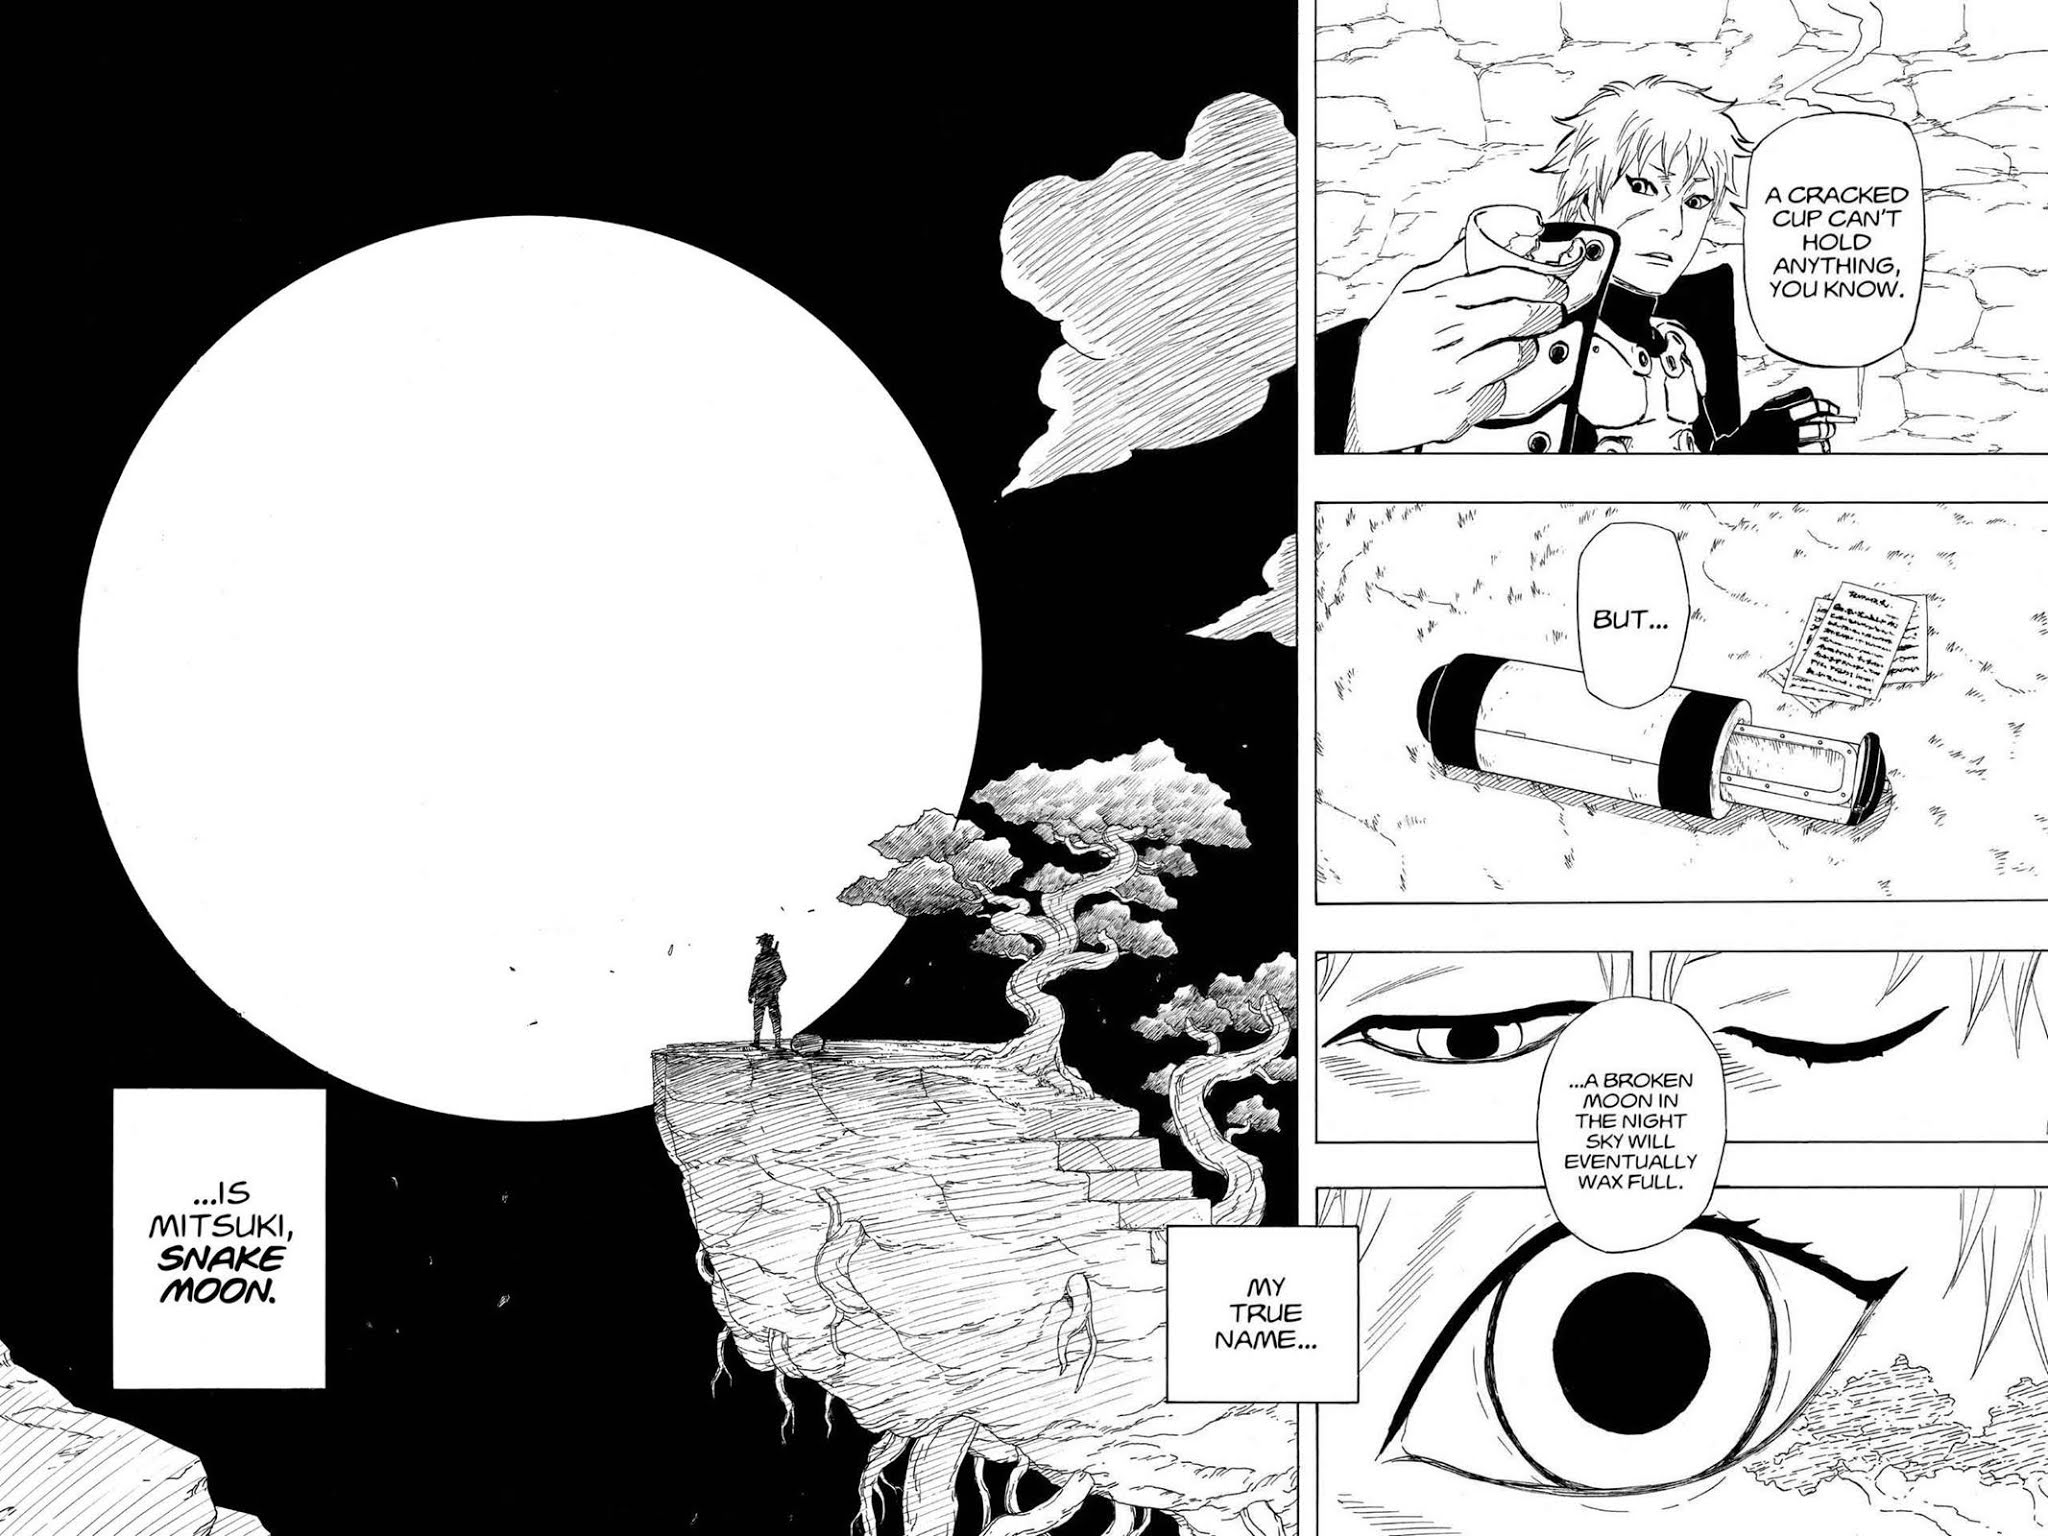 A CRACKED
CUP CAN'T
HOLD
ANYTHING,
YOU KNOW.
BUT...
...A BROKEN
MOON IN
THE NIGHT
SKY WILL
EVENTUALLY
WAX FULL.
MY
TRUE
NAME...
...IS
MITSUKI,
SNAKE
MOON.